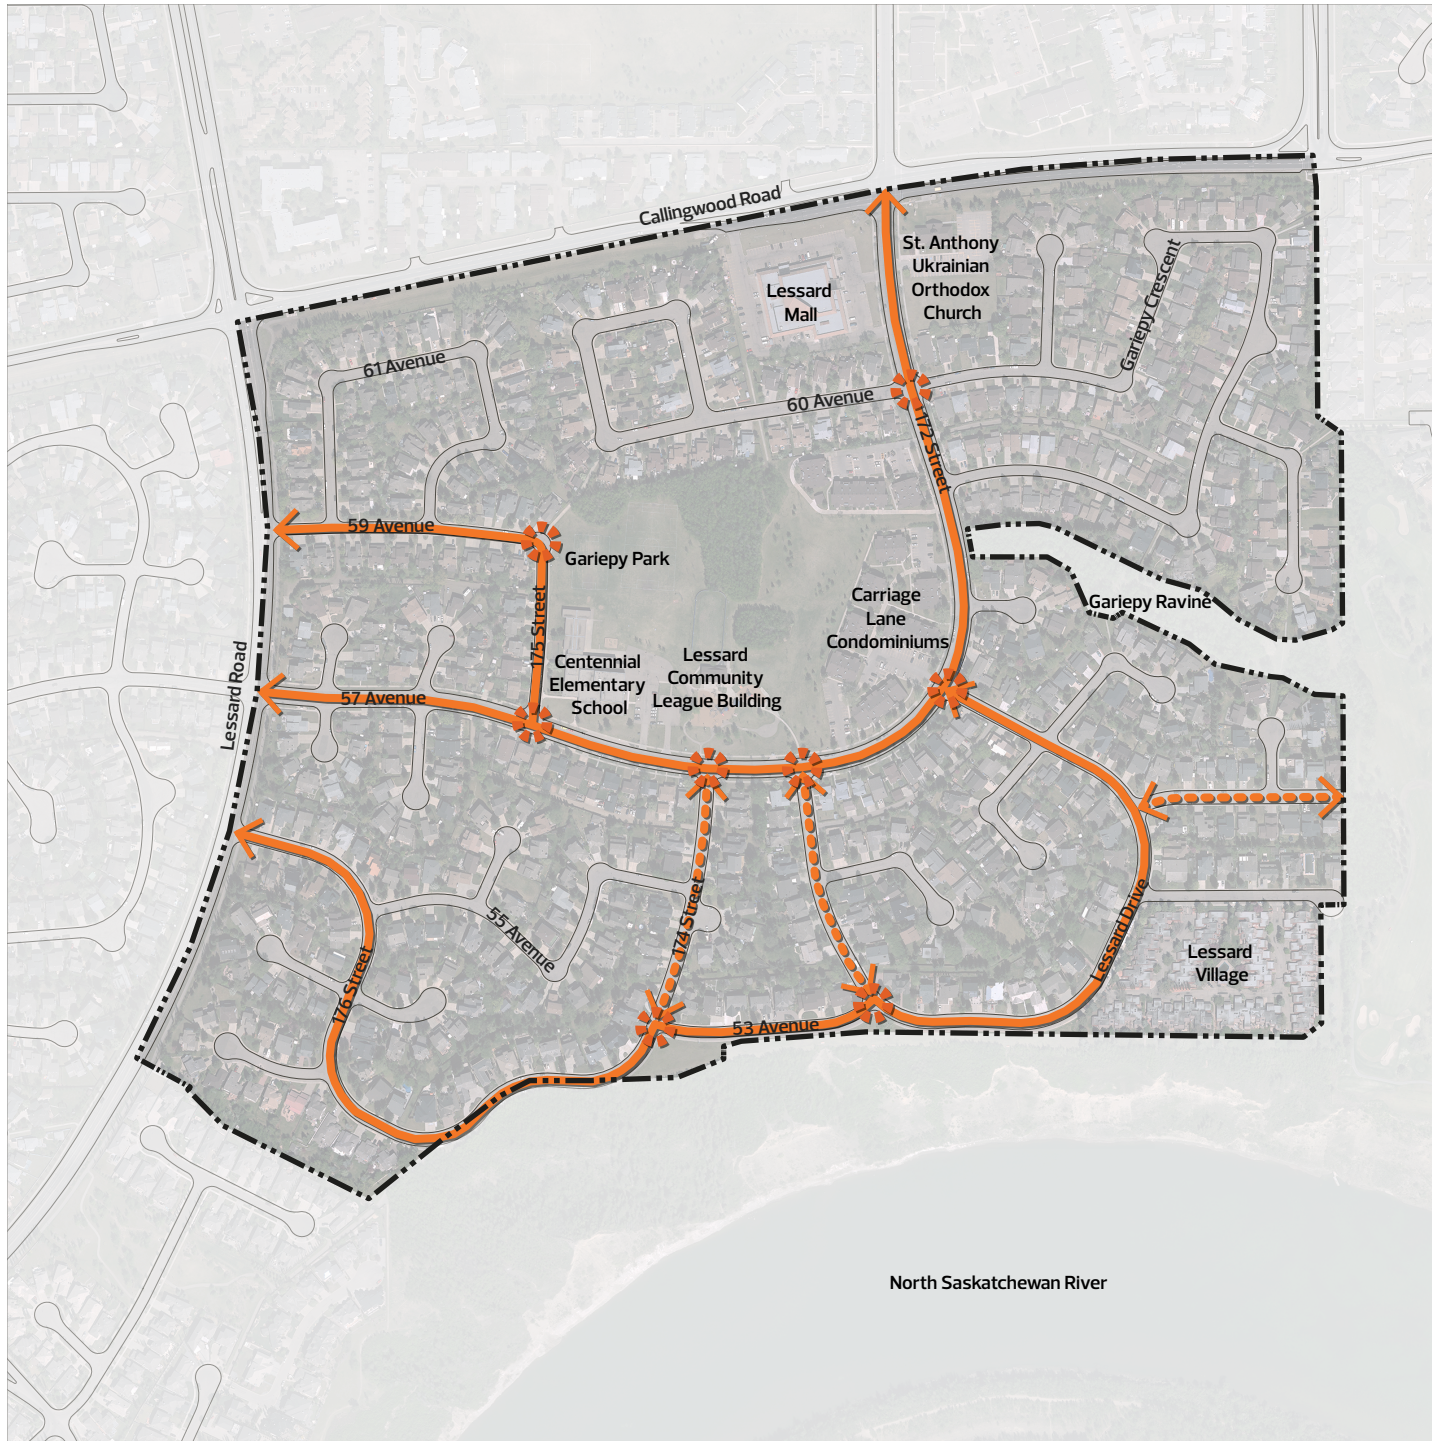 Callingwood Road
St. Anthony
Ukrainian
Orthodox
Church
Gariepy Crescent
Lessard
Mall
61 Avenue
60 Avenue
172 Street
59 Avenue
Gariepy Park
175 Street
Carriage
Lane
Condominiums
Gariepy Ravine
Centennial
Elementary
School
Lessard
Community
League Building
Lessard Road
57 Avenue
55 Avenue
174 Street
Lessard Drive
Lessard
Village
176 Street
53 Avenue
North Saskatchewan River